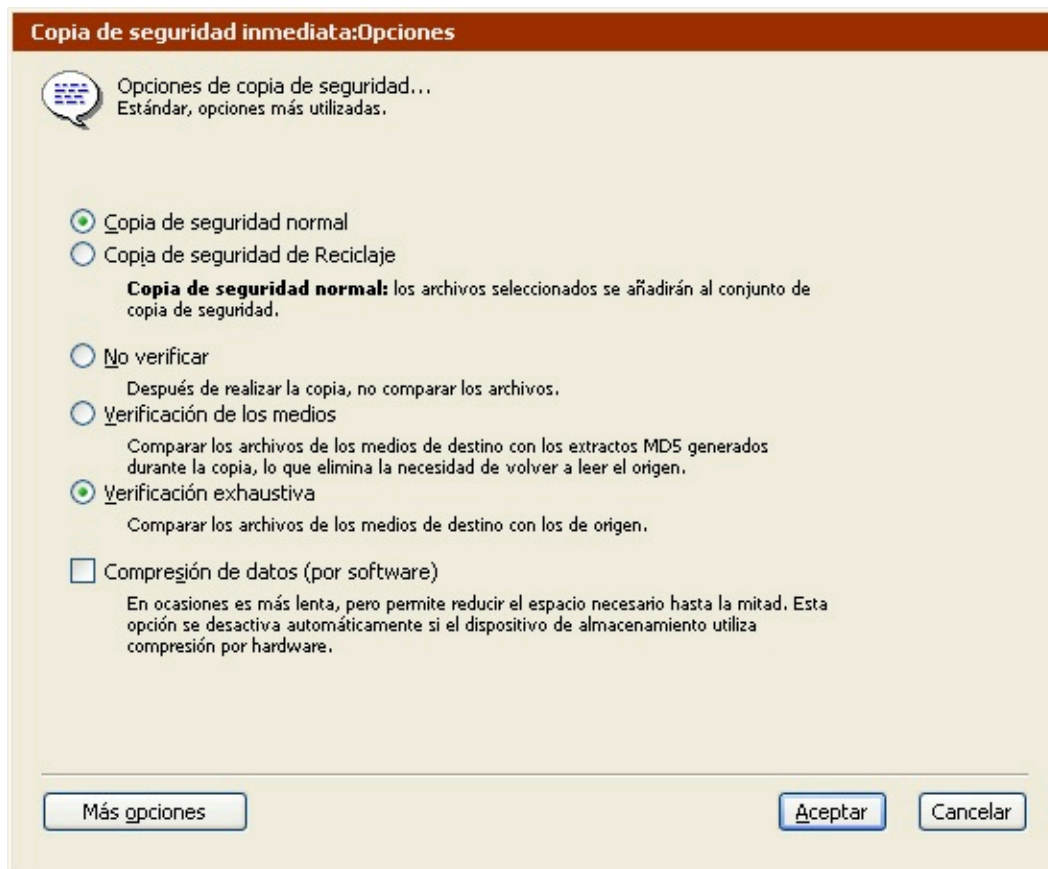 Copia de seguridad inmediata:Opciones
Opciones de copia de seguridad...
Estándar, opciones más utilizadas.
Copia de seguridad normal
Copia de seguridad de Reciclaje
Copia de seguridad normal: los archivos seleccionados se añadirán al conjunto de
copia de seguridad.
No verificar
Después de realizar la copia, no comparar los archivos.
Verificación de los medios
Comparar los archivos de los medios de destino con los extractos MD5 generados
durante la copia, lo que elimina la necesidad de volver a leer el origen.
Verificación exhaustiva
Comparar los archivos de los medios de destino con los de origen.
Compresión de datos (por software)
En ocasiones es más lenta, pero permite reducir el espacio necesario hasta la mitad. Esta
opción se desactiva automáticamente si el dispositivo de almacenamiento utiliza
compresión por hardware.
Más opciones
Aceptar
Cancelar